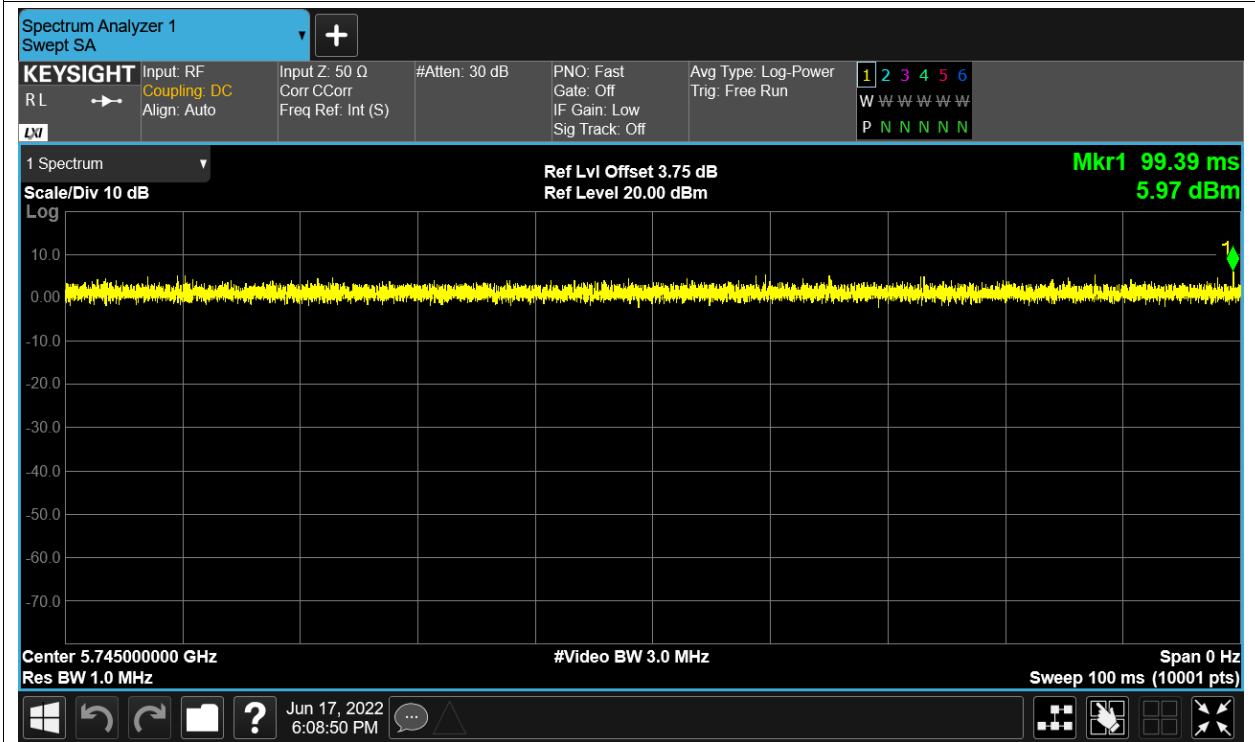 Spectrum Analyzer 1
Swept SA
KEYSIGHT Input: RF Input Z: 50 Ω #Atten: 30 dB PNO: Fast Avg Type: Log-Power 1 2 3 4 5 6
R L Coupling: DC Corr CCorr Gate: Off Trig: Free Run W W W W W W
Align: Auto Freq Ref: Int (S) IF Gain: Low
LXI Sig Track: Off P N N N N N
1 Spectrum Ref Lvl Offset 3.75 dB Mkr1 99.39 ms
Scale/Div 10 dB Ref Level 20.00 dBm 5.97 dBm
Log
10.0
1
0.00
-10.0
-20.0
-30.0
-40.0
-50.0
-60.0
-70.0
Center 5.745000000 GHz #Video BW 3.0 MHz Span 0 Hz
Res BW 1.0 MHz Sweep 100 ms (10001 pts)
? Jun 17, 2022
6:08:50 PM